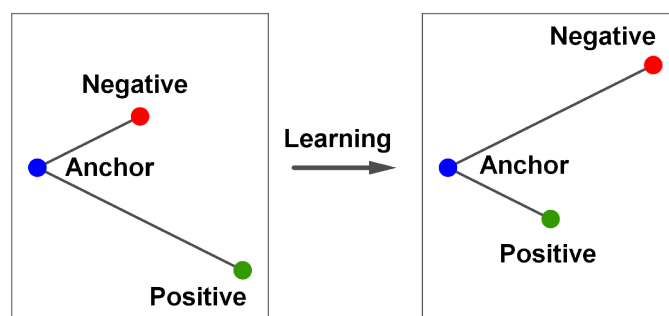 Negative
Anchor
Positive
Learning
Negative
Anchor
Positive